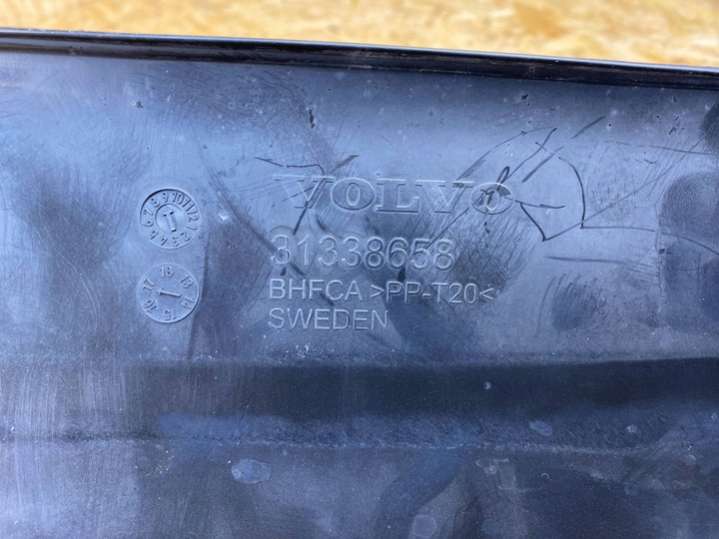 VOLVO
31338658
BHFCA >PP-T20<
SWEDEN